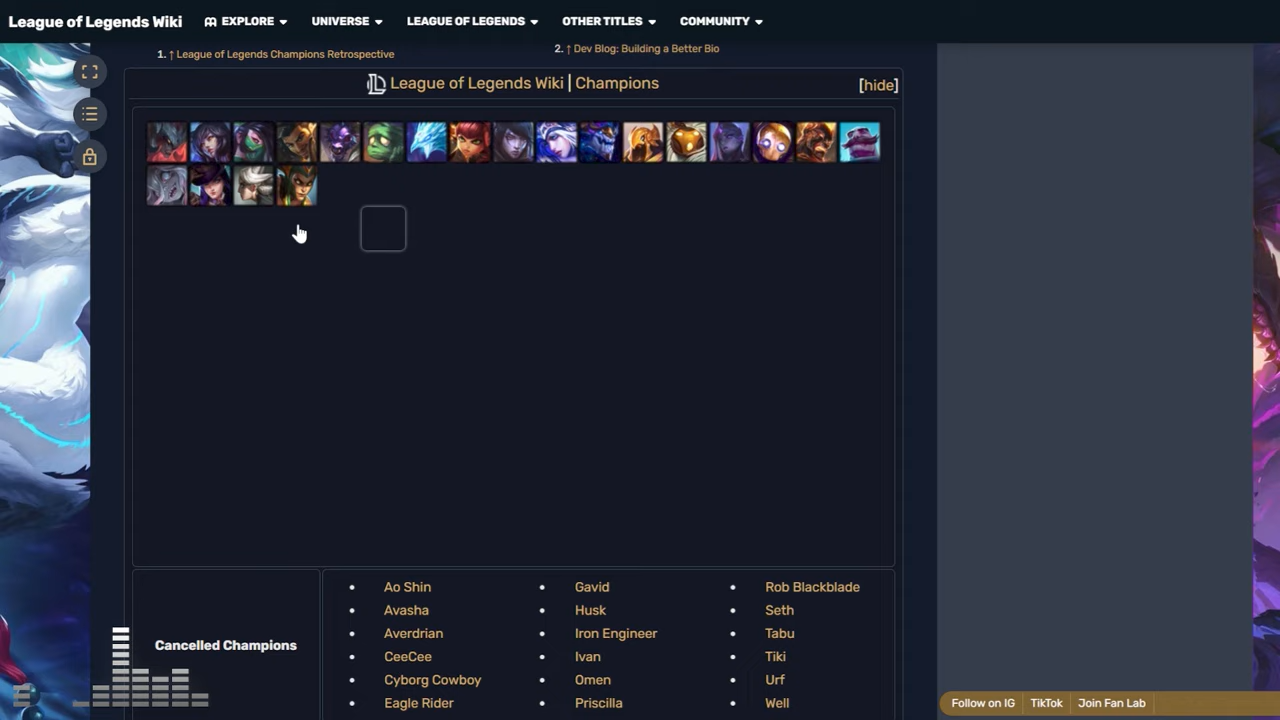 League of Legends Wiki
EXPLORE
UNIVERSE
LEAGUE OF LEGENDS
OTHER TITLES
COMMUNITY
1. ↑ League of Legends Champions Retrospective
2. ↑ Dev Blog: Building a Better Bio
League of Legends Wiki | Champions
[hide]
Cancelled Champions
Ao Shin
Avasha
Averdrian
CeeCee
Cyborg Cowboy
Eagle Rider
Gavid
Husk
Iron Engineer
Ivan
Omen
Priscilla
Rob Blackblade
Seth
Tabu
Tiki
Urf
Well
Follow on IG
TikTok
Join Fan Lab